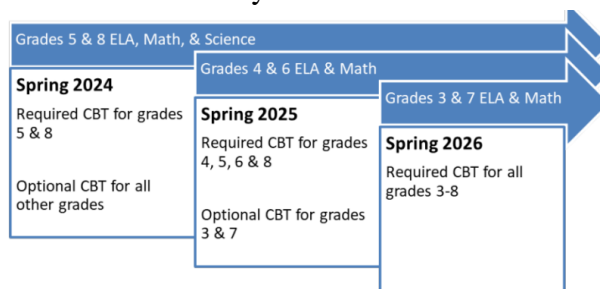 Grades 5 & 8 ELA, Math, & Science
Spring 2024
Required CBT for grades
5 & 8
Optional CBT for all
other grades
Grades 4 & 6 ELA & Math
Spring 2025
Required CBT for grades
4, 5, 6 & 8
Optional CBT for grades
3 & 7
Grades 3 & 7 ELA & Math
Spring 2026
Required CBT for all
grades 3-8